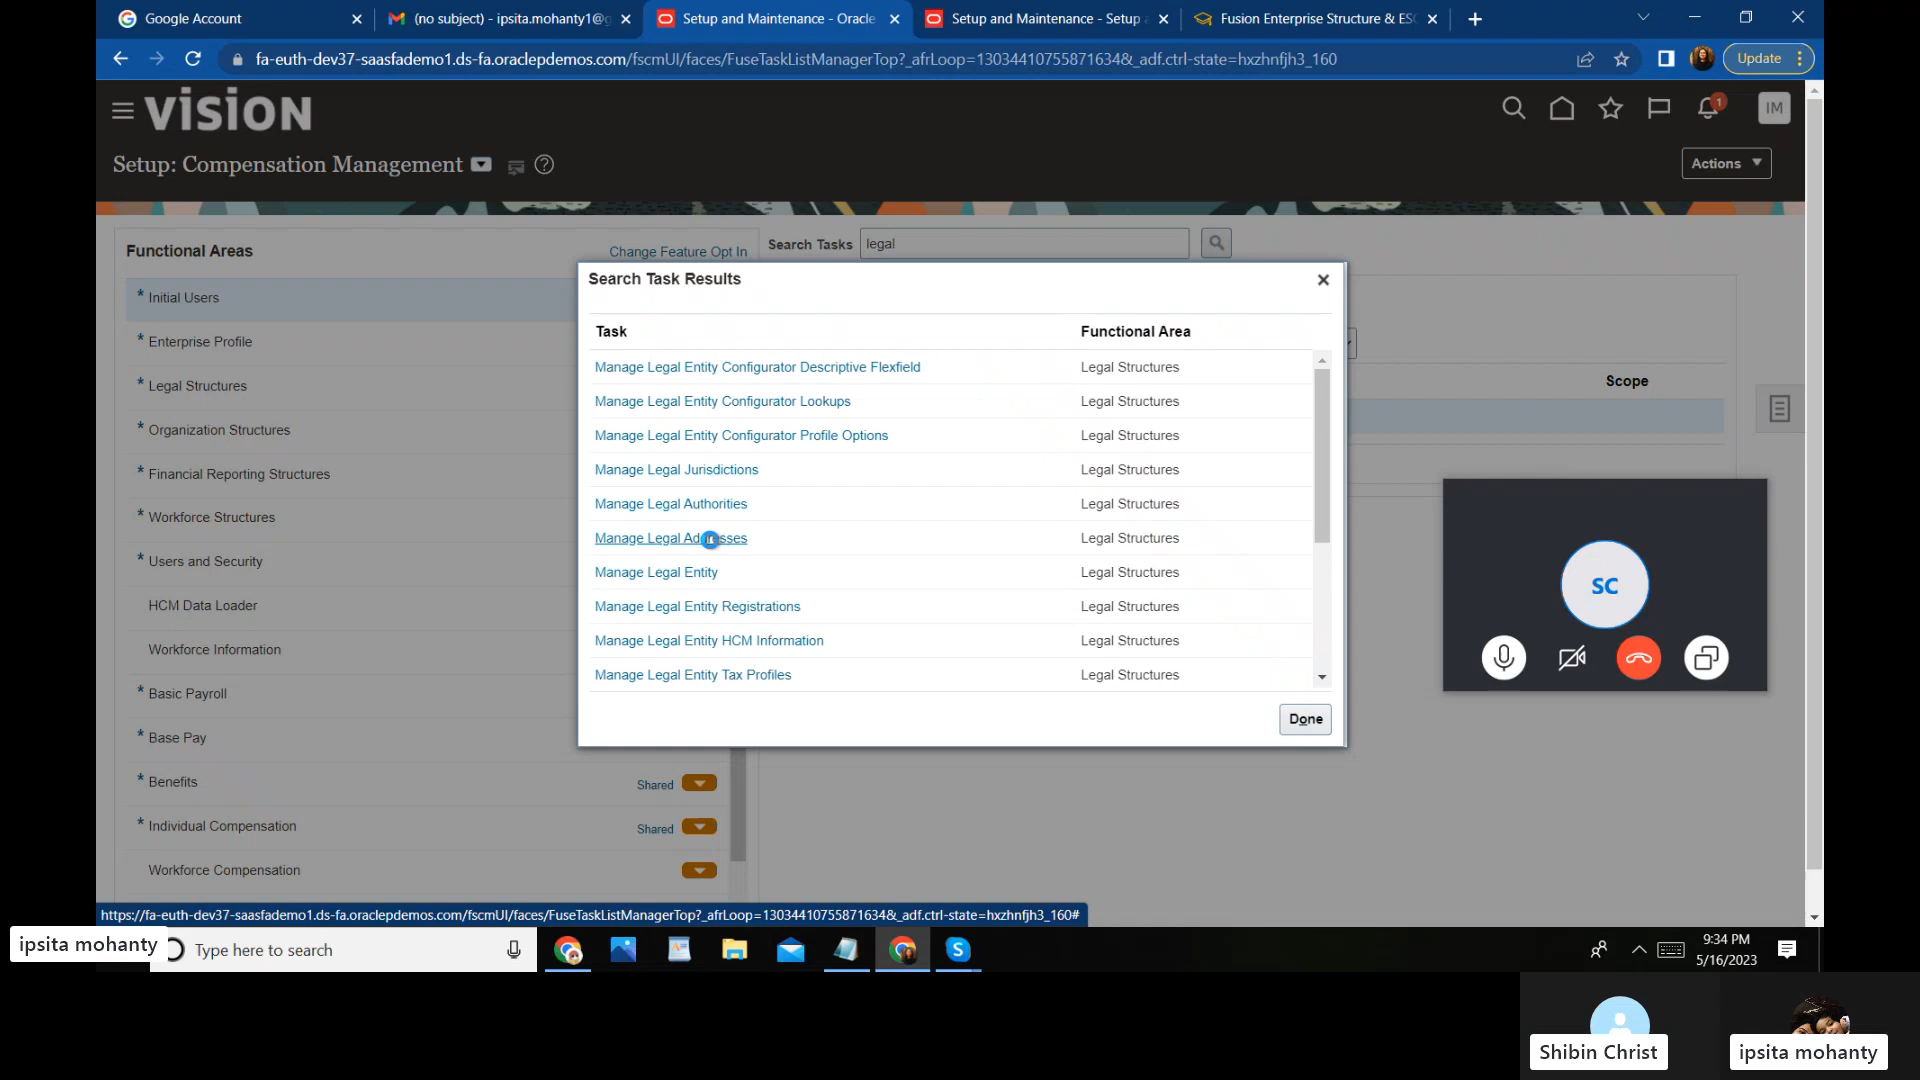 Google Account
(no subject) - ipsita.mohanty1@g
Setup and Maintenance - Oracle
Setup and Maintenance - Setup
Fusion Enterprise Structure & ESC
fa-euth-dev37-saasfademo1.ds-fa.oraclepdemos.com/fscmUI/faces/FuseTaskListManagerTop?_afrLoop=13034410755871634&_adf.ctrl-state=hxzhnfjh3_160
Update
VISION
1
IM
Setup: Compensation Management
Actions
Functional Areas
Change Feature Opt In
Search Tasks
legal
* Initial Users
* Enterprise Profile
* Legal Structures
* Organization Structures
* Financial Reporting Structures
* Workforce Structures
* Users and Security
HCM Data Loader
Workforce Information
* Basic Payroll
* Base Pay
* Benefits
Shared
* Individual Compensation
Shared
Workforce Compensation
Scope
Search Task Results
Task
Functional Area
Manage Legal Entity Configurator Descriptive Flexfield
Legal Structures
Manage Legal Entity Configurator Lookups
Legal Structures
Manage Legal Entity Configurator Profile Options
Legal Structures
Manage Legal Jurisdictions
Legal Structures
Manage Legal Authorities
Legal Structures
Manage Legal Addresses
Legal Structures
Manage Legal Entity
Legal Structures
Manage Legal Entity Registrations
Legal Structures
Manage Legal Entity HCM Information
Legal Structures
Manage Legal Entity Tax Profiles
Legal Structures
Done
SC
https://fa-euth-dev37-saasfademo1.ds-fa.oraclepdemos.com/fscmUI/faces/FuseTaskListManagerTop?_afrLoop=13034410755871634&_adf.ctrl-state=hxzhnfjh3_160#
ipsita mohanty
Type here to search
9:34 PM
5/16/2023
Shibin Christ
ipsita mohanty